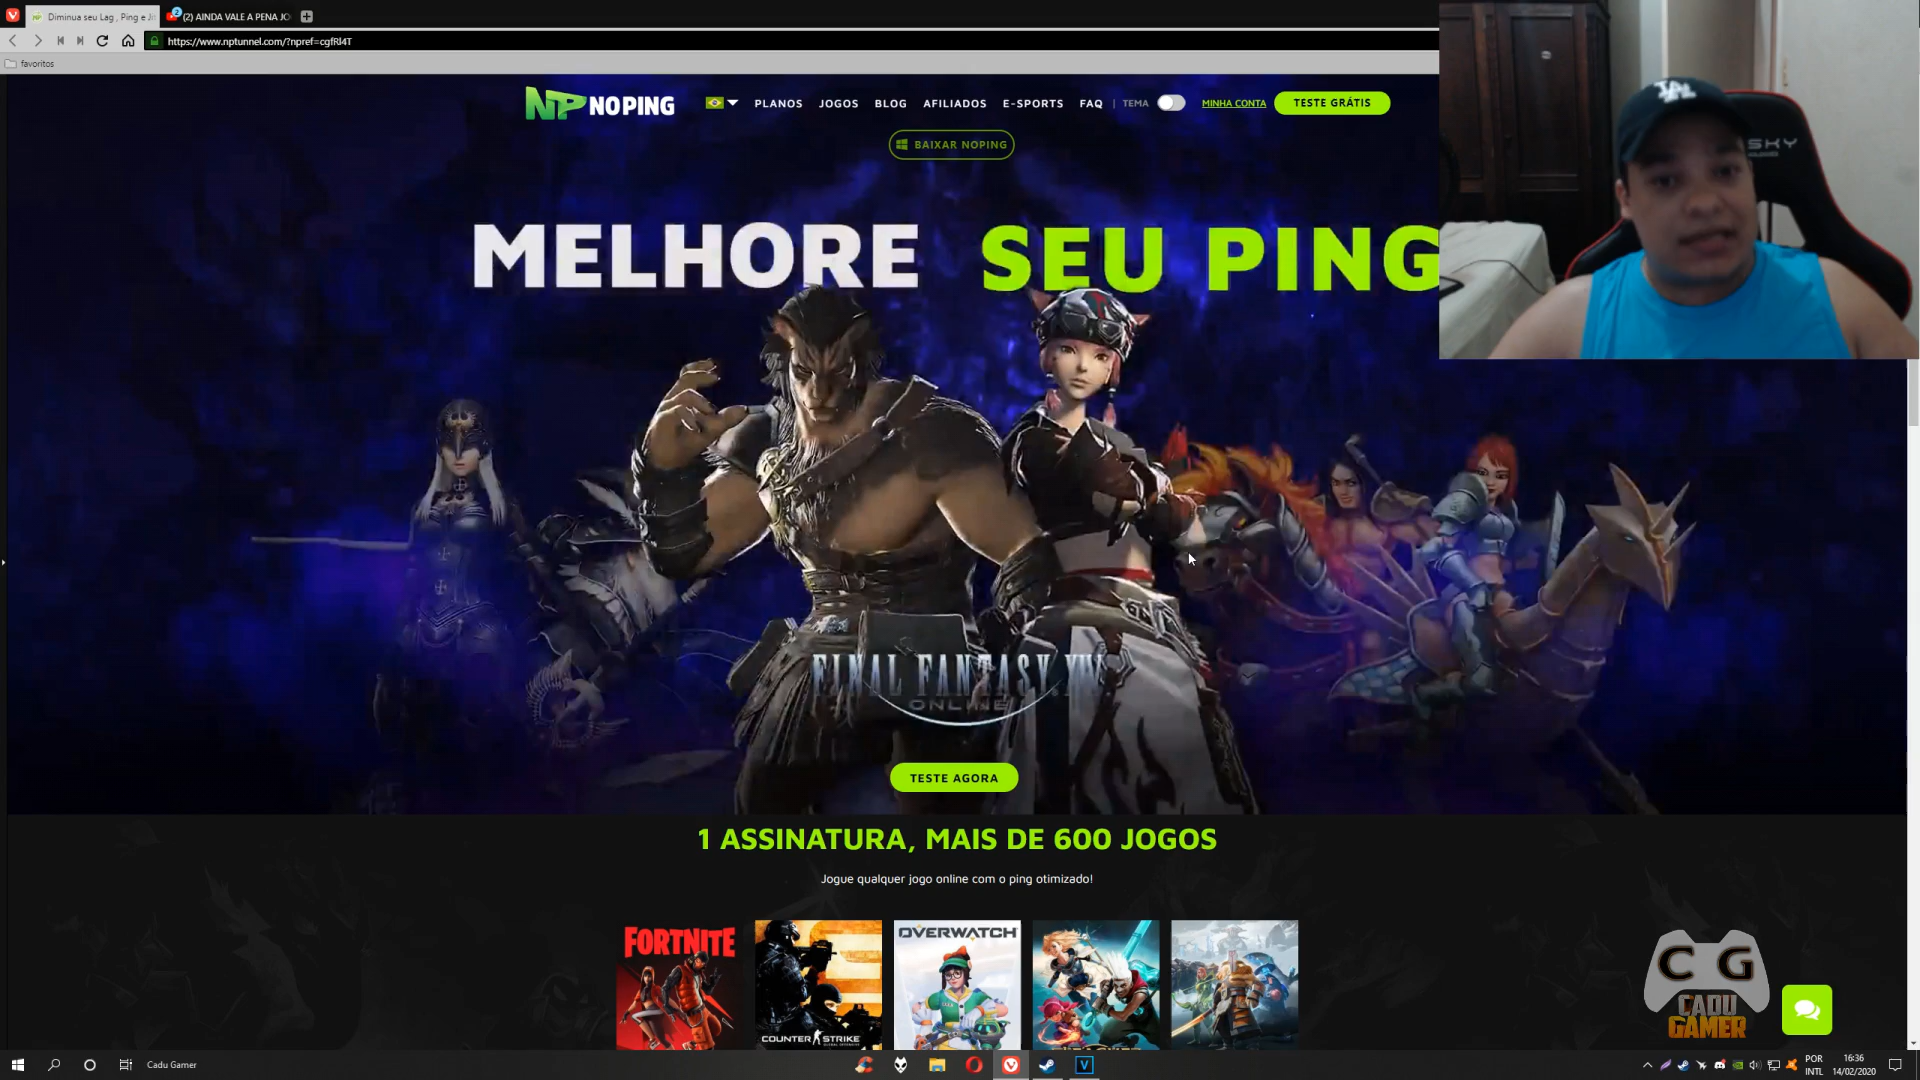 Diminua seu Lag , Ping e Ji
(2) AINDA VALE A PENA JO
https://www.nptunnel.com/?npref=cgfRl4T
favoritos
NP NOPING
PLANOS JOGOS BLOG AFILIADOS E-SPORTS FAQ | TEMA MINHA CONTA TESTE GRÁTIS
BAIXAR NOPING
MELHORE SEU PING
FINAL FANTASY XIV
ONLINE
TESTE AGORA
1 ASSINATURA, MAIS DE 600 JOGOS
Jogue qualquer jogo online com o ping otimizado!
FORTNITE
COUNTER STRIKE
OVERWATCH
C G
CADU
GAMER
Cadu Gamer
POR
INTL
16:36
14/02/2020